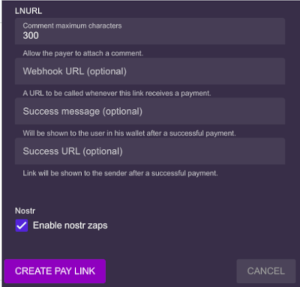 LNURL
Comment maximum characters
300
Allow the payer to attach a comment.
Webhook URL (optional)
A URL to be called whenever this link receives a payment.
Success message (optional)
Will be shown to the user in his wallet after a successful payment.
Success URL (optional)
Link will be shown to the sender after a successful payment.
Nostr
Enable nostr zaps
CREATE PAY LINK
CANCEL